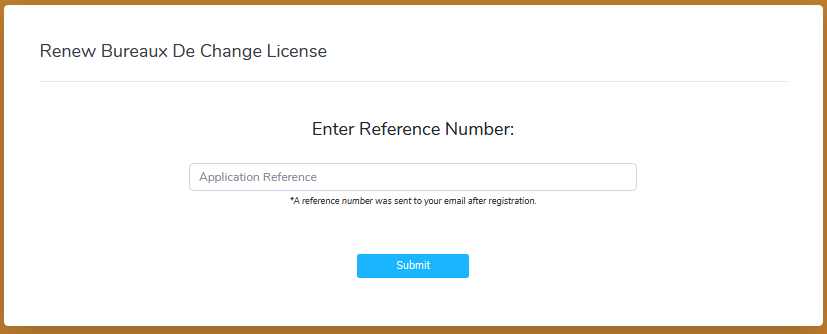 Renew Bureaux De Change License
Enter Reference Number:
Application Reference
*A reference number was sent to your email after registration.
Submit